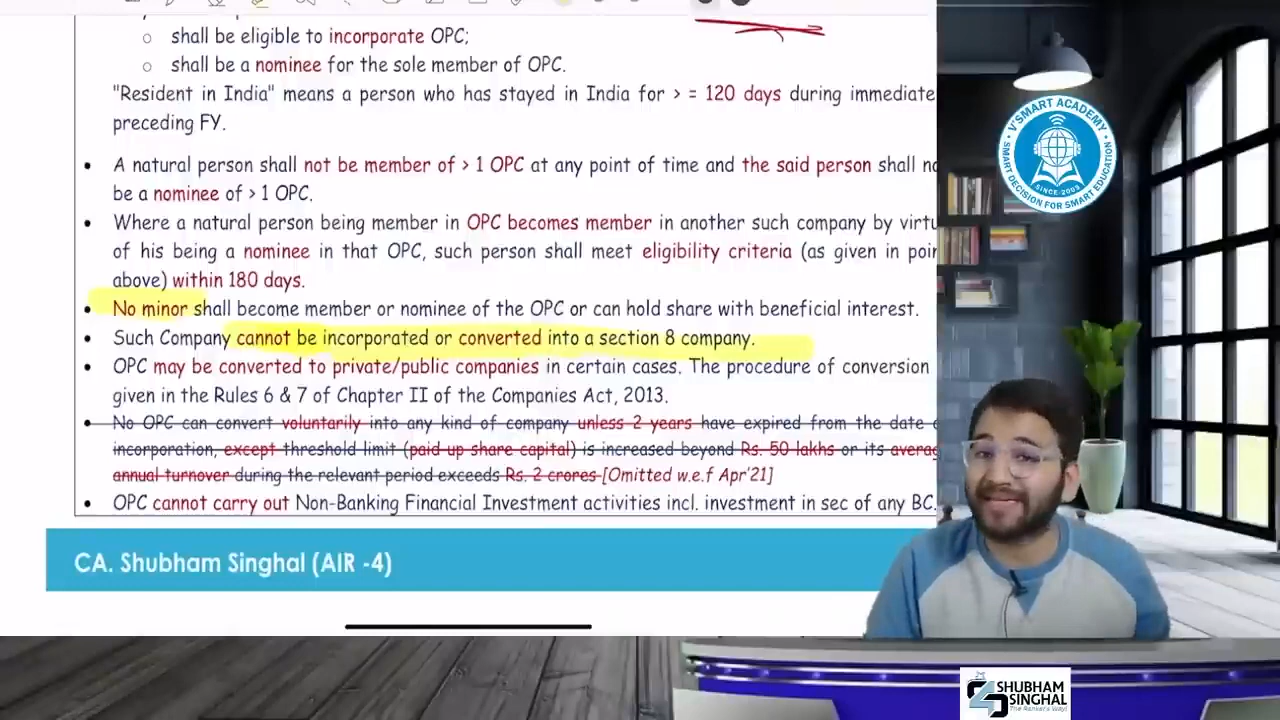 ○ shall be eligible to incorporate OPC;
○ shall be a nominee for the sole member of OPC.
"Resident in India" means a person who has stayed in India for > = 120 days during immediate
preceding FY.
• A natural person shall not be member of > 1 OPC at any point of time and the said person shall
be a nominee of > 1 OPC.
• Where a natural person being member in OPC becomes member in another such company by
of his being a nominee in that OPC, such person shall meet eligibility criteria (as given in
above) within 180 days.
• No minor shall become member or nominee of the OPC or can hold share with beneficial interest.
• Such Company cannot be incorporated or converted into a section 8 company.
• OPC may be converted to private/public companies in certain cases. The procedure of conversion
given in the Rules 6 & 7 of Chapter II of the Companies Act, 2013.
• No OPC can convert voluntarily into any kind of company unless 2 years have expired from the date
incorporation, except threshold limit (paid up share capital) is increased beyond Rs. 50 lakhs or its
annual turnover during the relevant period exceeds Rs. 2 crores [Omitted w.e.f Apr'21]
• OPC cannot carry out Non-Banking Financial Investment activities incl. investment in sec of any BC.
CA. Shubham Singhal (AIR -4)
V'SMART ACADEMY
SINCE-2003
SMART DECISION FOR SMART EDUCATION
SHUBHAM
SINGHAL
The Rankers Way!